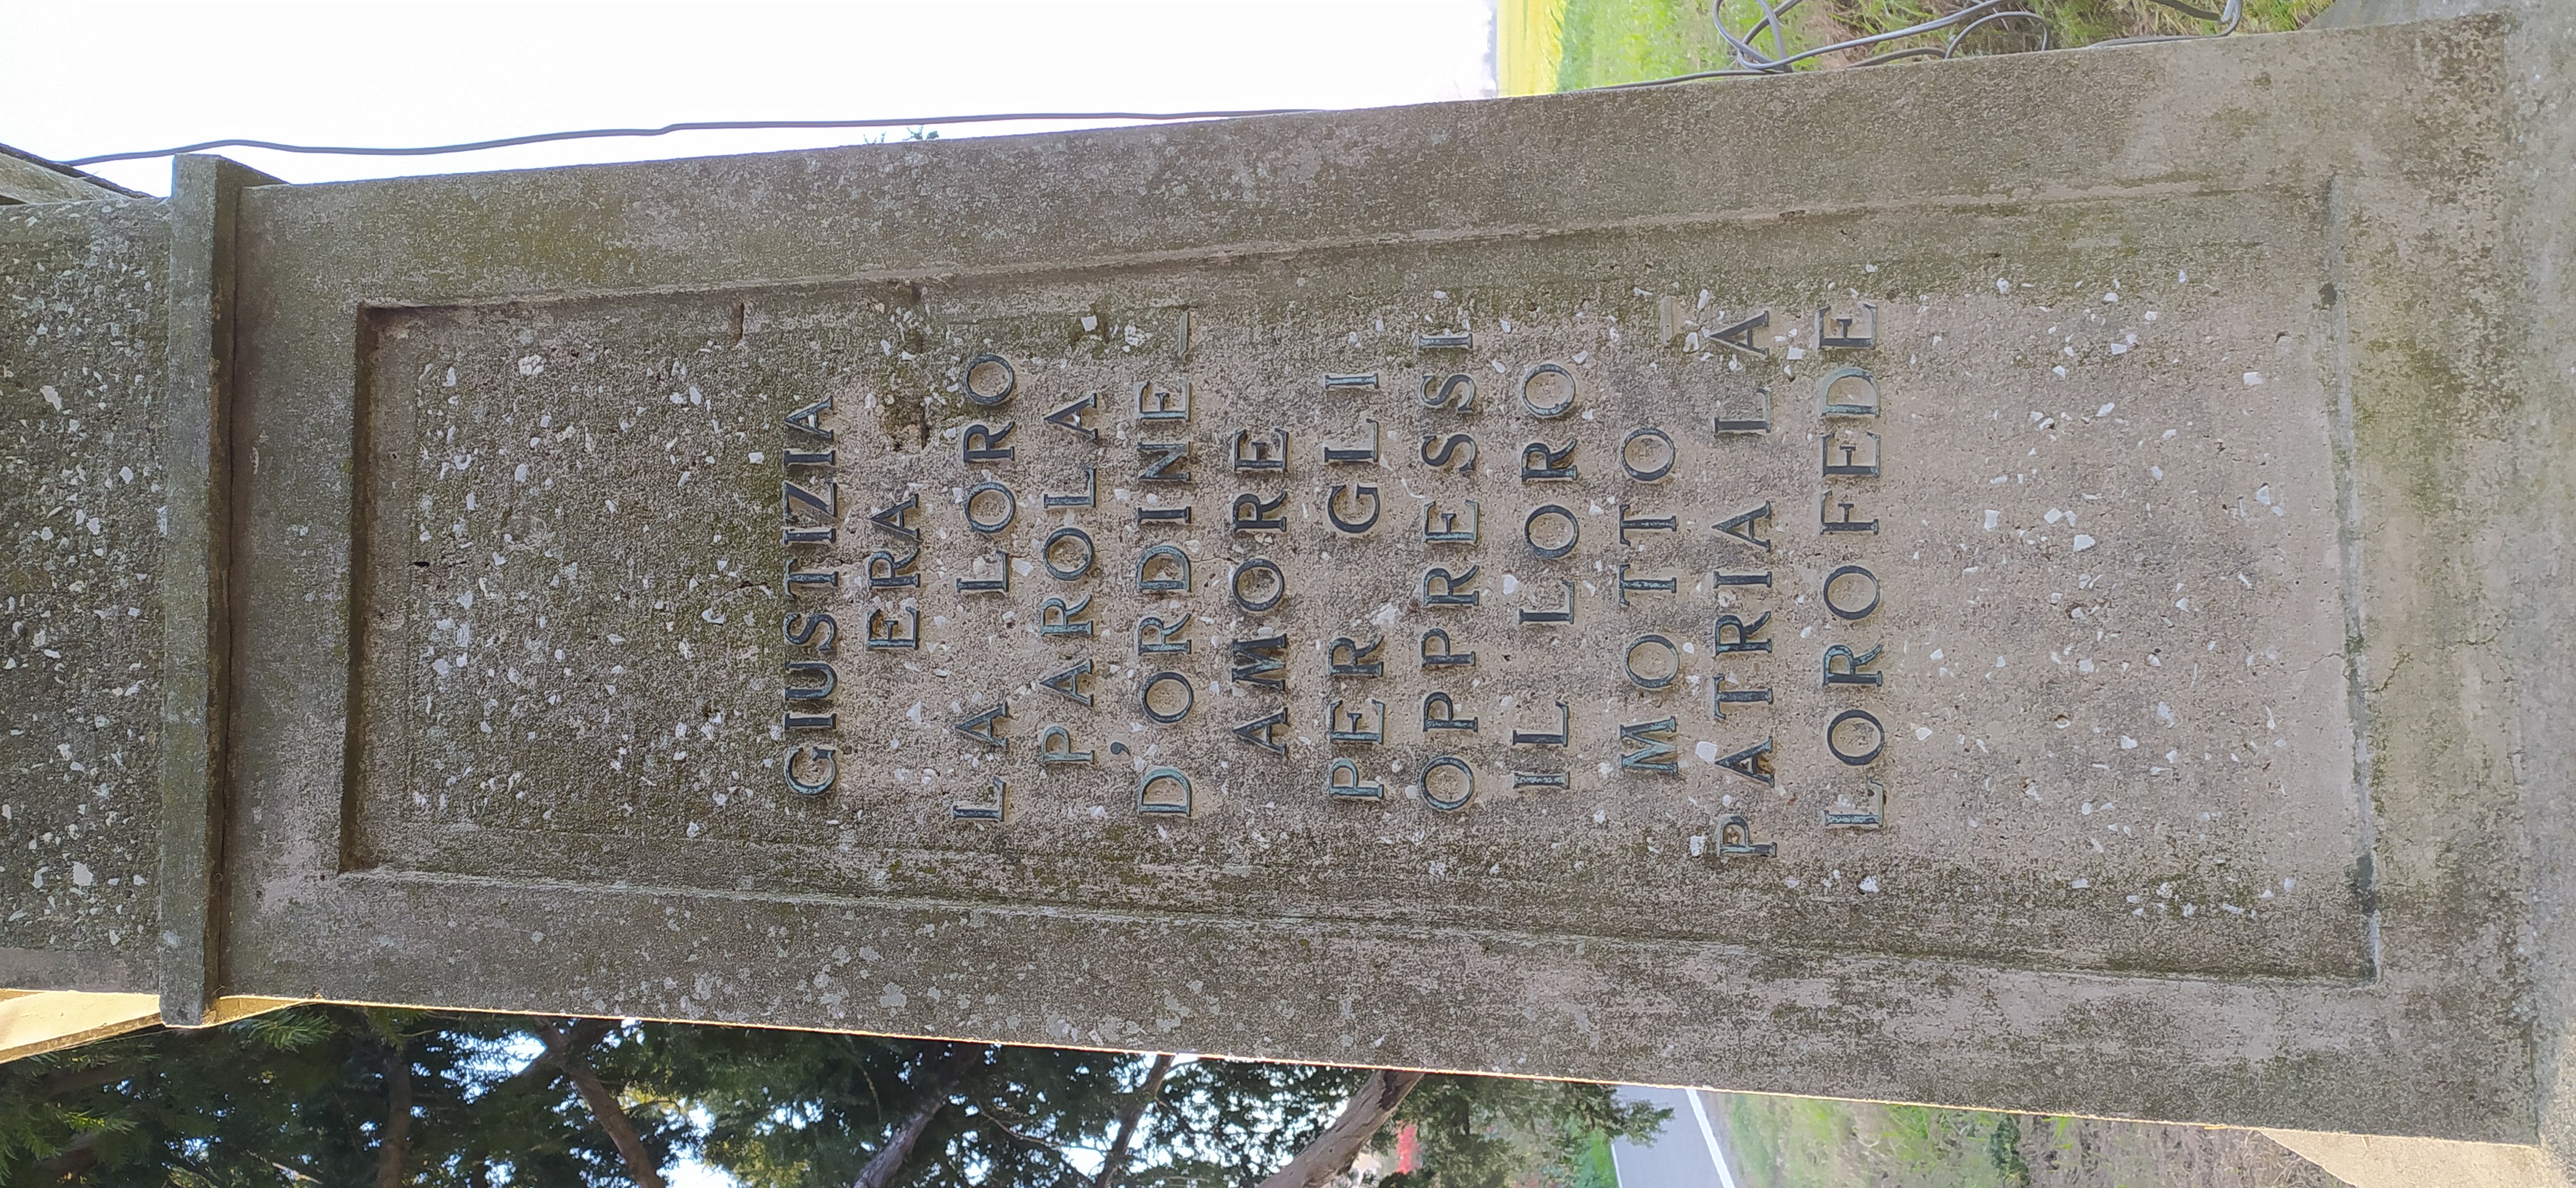 GIUSTIZIA
ERA
LA LORO
PAROLA
D'ORDINE
AMORE
PER GLI
OPPRESSI
IL LORO
MOTTO
PATRIA LA
LORO FEDE